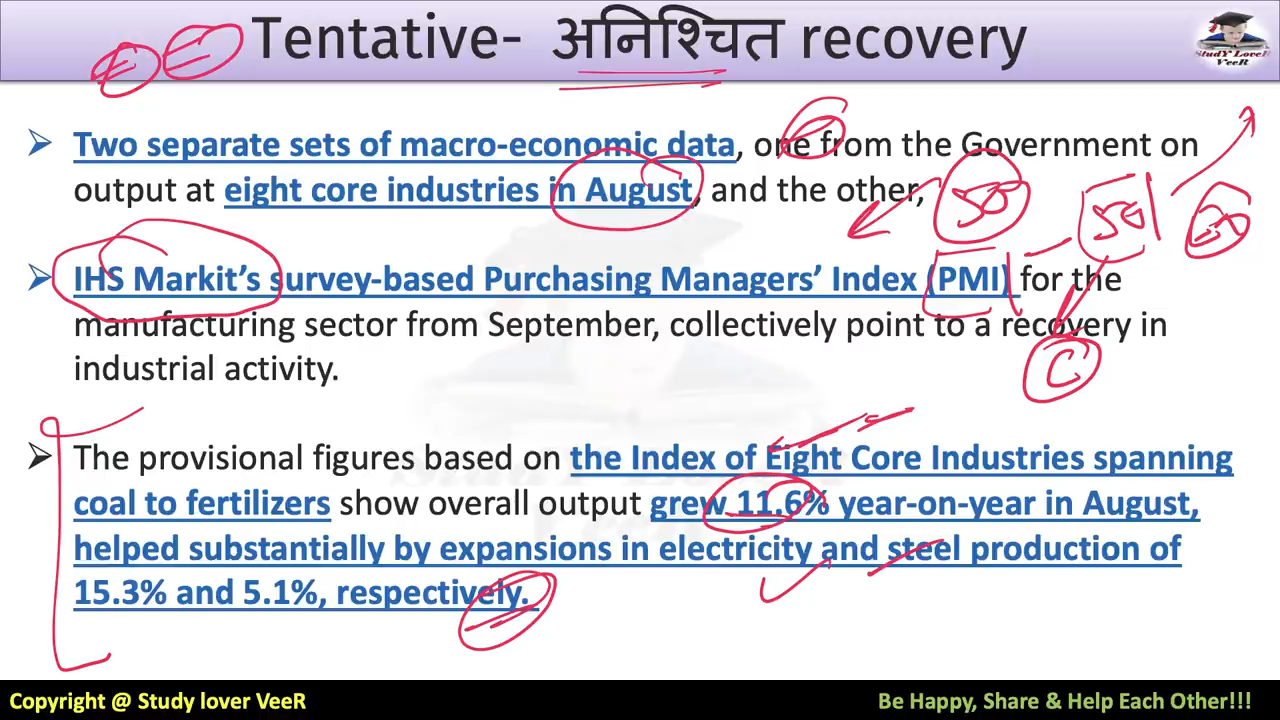 Tentative- अनिश्चित recovery
StudY LoveR
VeeR
E E
Two separate sets of macro-economic data, one from the Government on
output at eight core industries in August, and the other,
50
50
IHS Markit's survey-based Purchasing Managers' Index (PMI) for the
manufacturing sector from September, collectively point to a recovery in
industrial activity.
C
The provisional figures based on the Index of Eight Core Industries spanning
coal to fertilizers show overall output grew 11.6% year-on-year in August,
helped substantially by expansions in electricity and steel production of
15.3% and 5.1%, respectively.
Copyright @ Study lover VeeR
Be Happy, Share & Help Each Other!!!